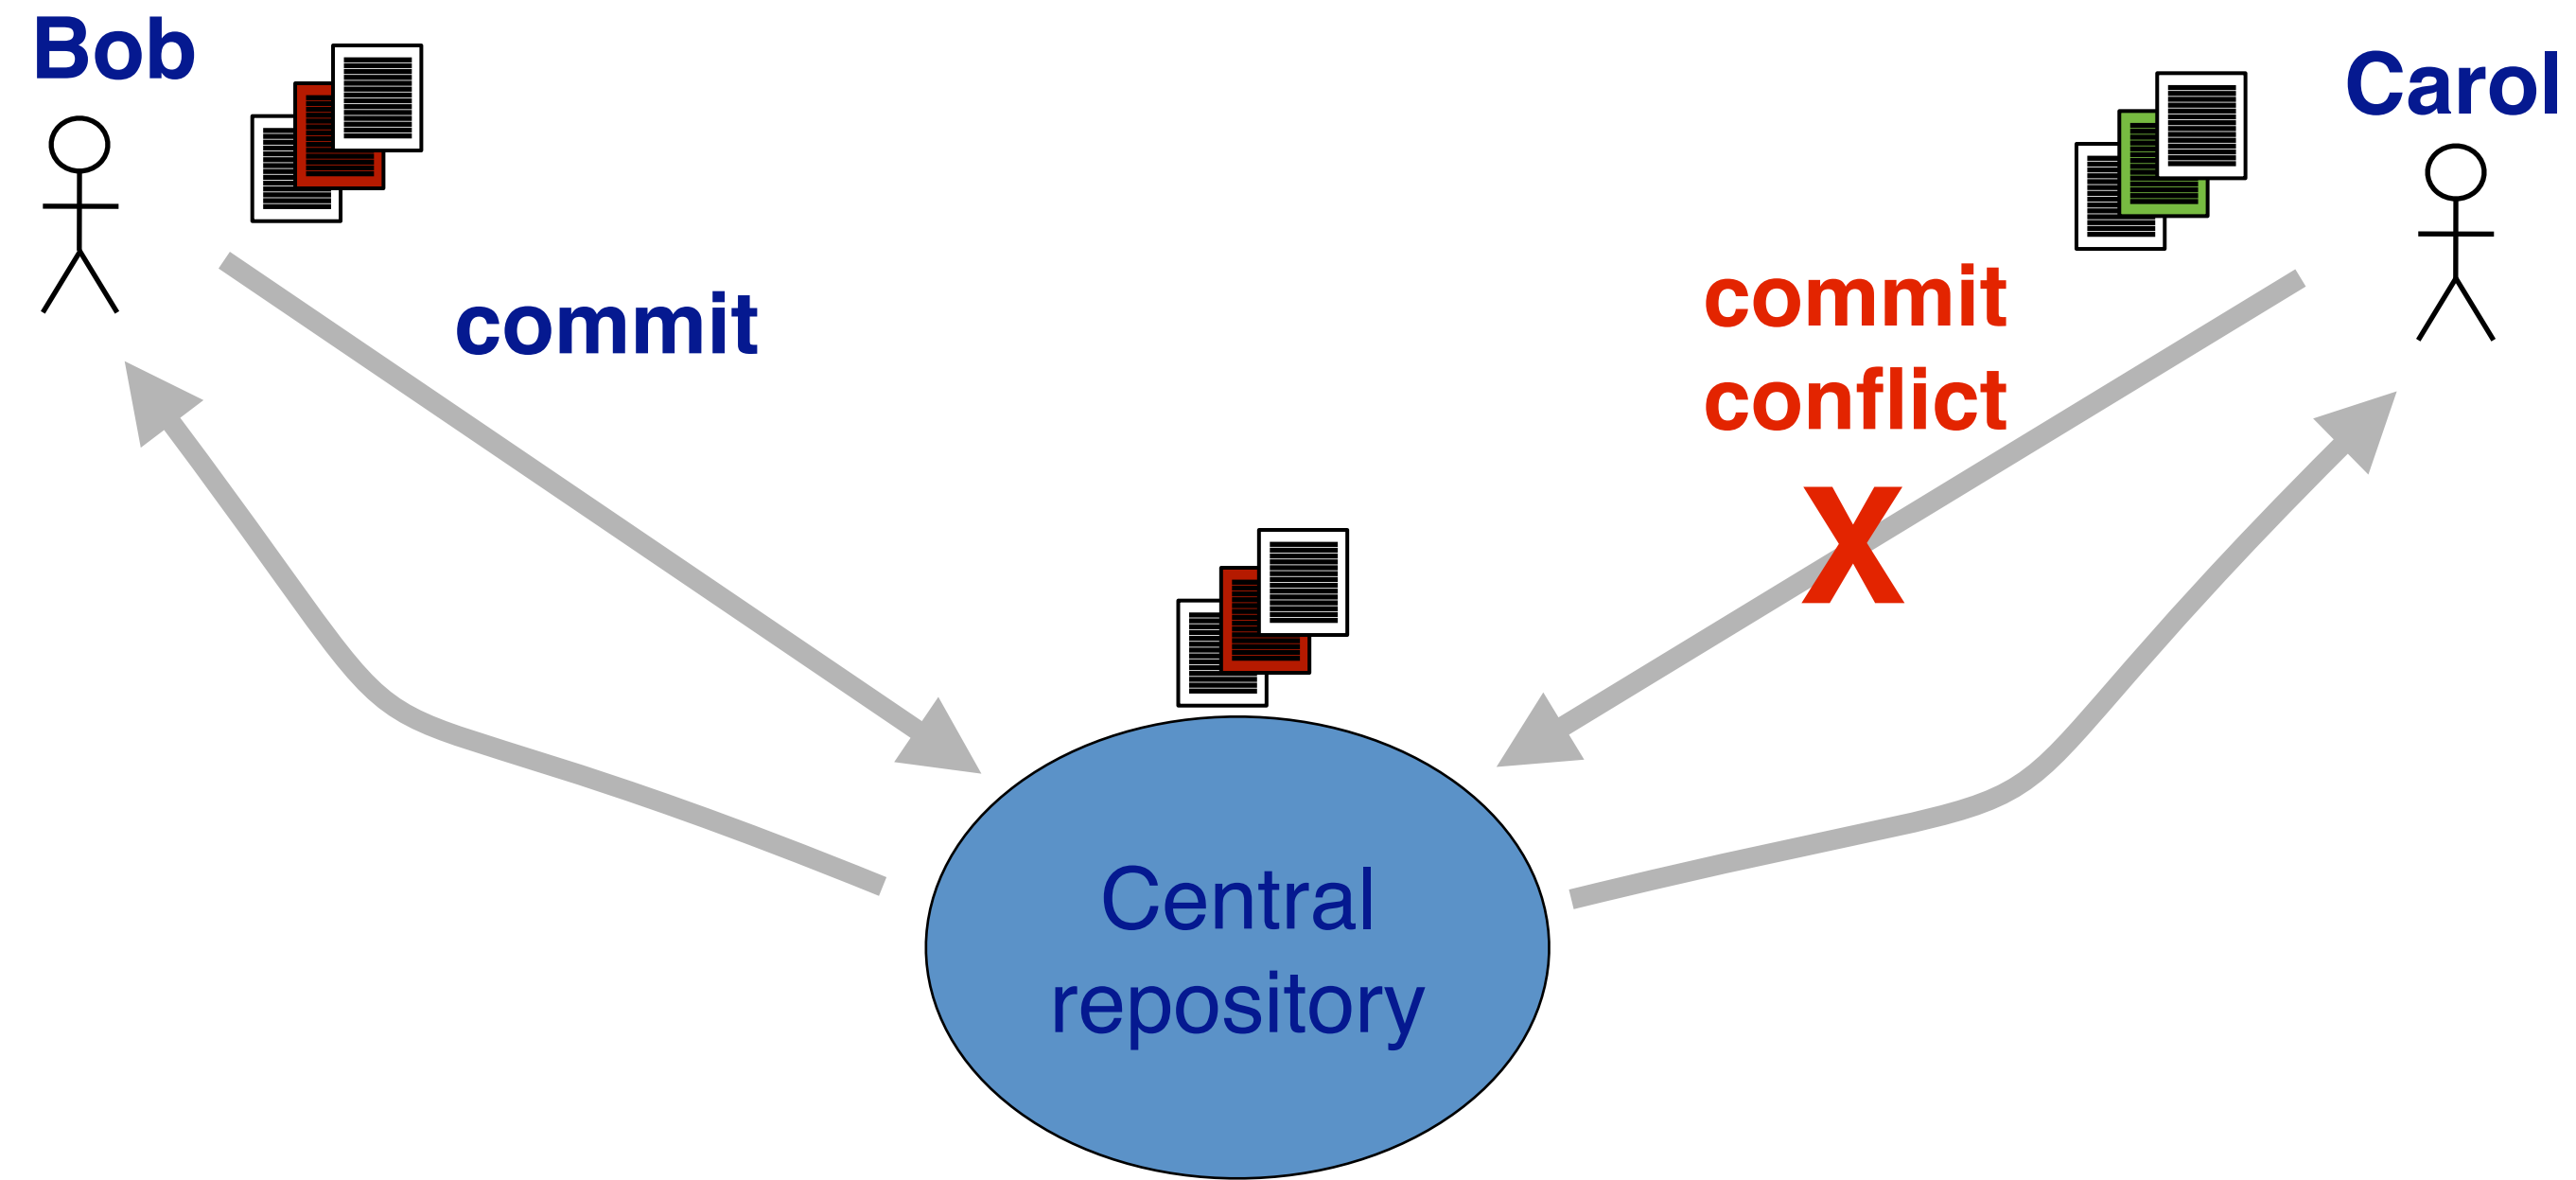 Bob
Carol
commit
commit
conflict
X
Central
repository